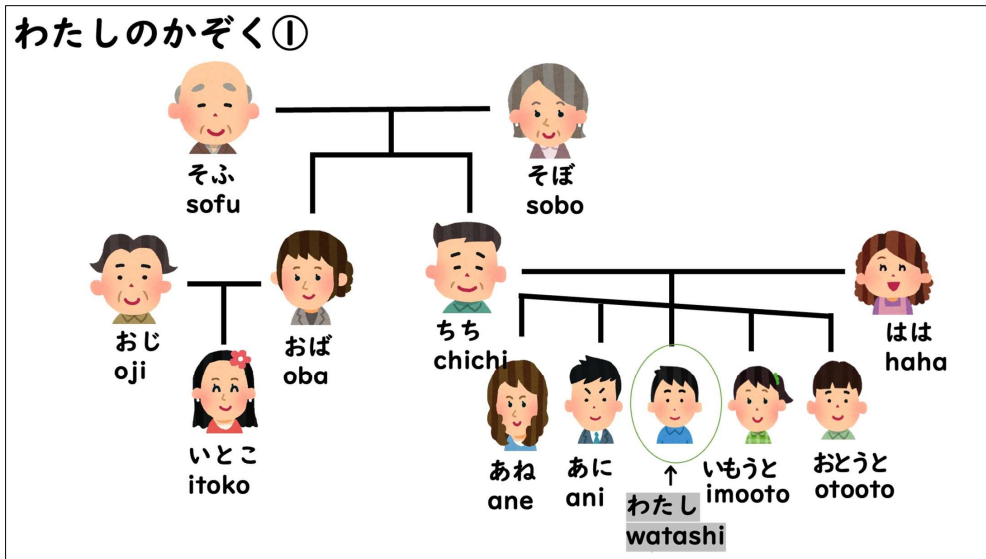 わたしのかぞく①
そふ
sofu
そぼ
sobo
おじ
oji
おば
oba
ちち
chichi
はは
haha
いとこ
itoko
あね
ane
あに
ani
わたし
watashi
いもうと
imooto
おとうと
otooto